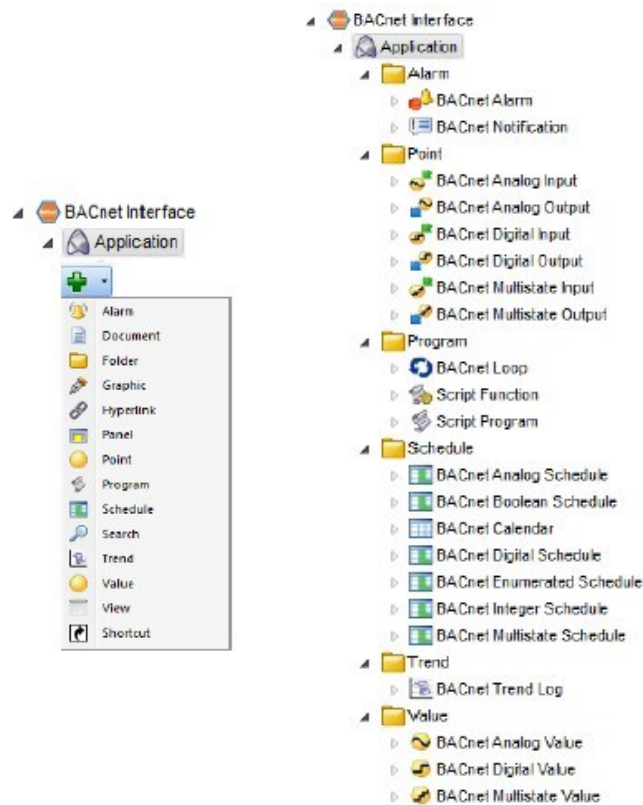 BACnet Interface
Application
Alarm
Document
Folder
Graphic
Hyperlink
Panel
Point
Program
Schedule
Search
Trend
Value
View
Shortcut
BACnet Interface
Application
Alarm
BACnet Alarm
BACnet Notification
Point
BACnet Analog Input
BACnet Analog Output
BACnet Digital Input
BACnet Digital Output
BACnet Multistate Input
BACnet Multistate Output
Program
BACnet Loop
Script Function
Script Program
Schedule
BACnet Analog Schedule
BACnet Boolean Schedule
BACnet Calendar
BACnet Digital Schedule
BACnet Enumerated Schedule
BACnet Integer Schedule
BACnet Multistate Schedule
Trend
BACnet Trend Log
Value
BACnet Analog Value
BACnet Digital Value
BACnet Multistate Value